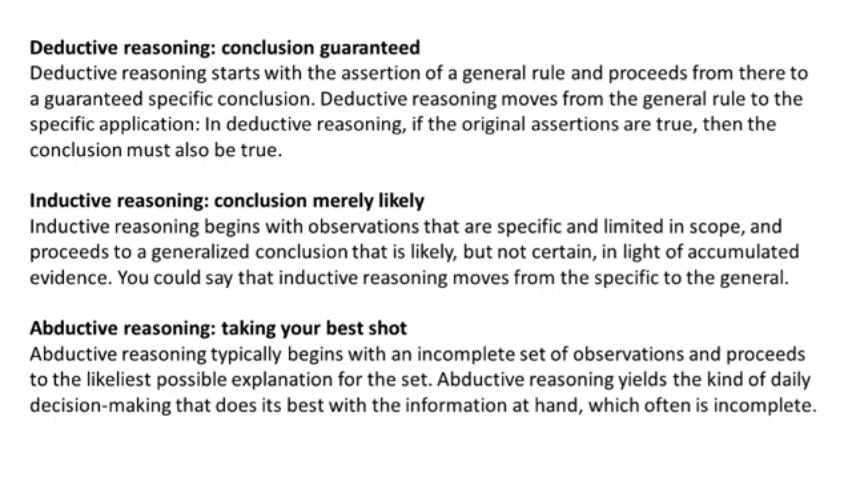 Deductive reasoning: conclusion guaranteed
Deductive reasoning starts with the assertion of a general rule and proceeds from there to
a guaranteed specific conclusion. Deductive reasoning moves from the general rule to the
specific application: In deductive reasoning, if the original assertions are true, then the
conclusion must also be true.
Inductive reasoning: conclusion merely likely
Inductive reasoning begins with observations that are specific and limited in scope, and
proceeds to a generalized conclusion that is likely, but not certain, in light of accumulated
evidence. You could say that inductive reasoning moves from the specific to the general.
Abductive reasoning: taking your best shot
Abductive reasoning typically begins with an incomplete set of observations and proceeds
to the likeliest possible explanation for the set. Abductive reasoning yields the kind of daily
decision-making that does its best with the information at hand, which often is incomplete.